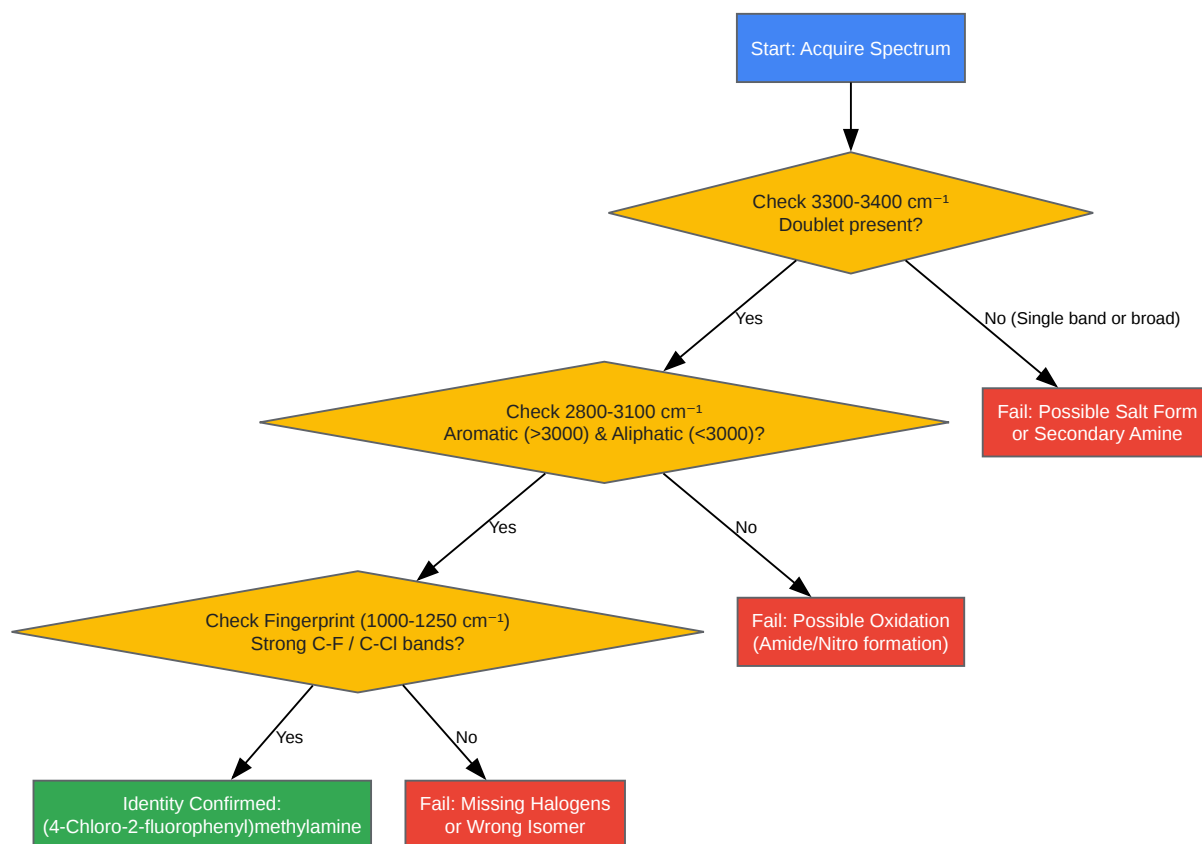 Start: Acquire Spectrum
Check 3300-3400 cm⁻¹
Doublet present?
Yes
No (Single band or broad)
Check 2800-3100 cm⁻¹
Aromatic (>3000) & Aliphatic (<3000)?
Fail: Possible Salt Form
or Secondary Amine
Yes
No
Check Fingerprint (1000-1250 cm⁻¹)
Strong C-F / C-Cl bands?
Fail: Possible Oxidation
(Amide/Nitro formation)
Yes
No
Identity Confirmed:
(4-Chloro-2-fluorophenyl)methylamine
Fail: Missing Halogens
or Wrong Isomer